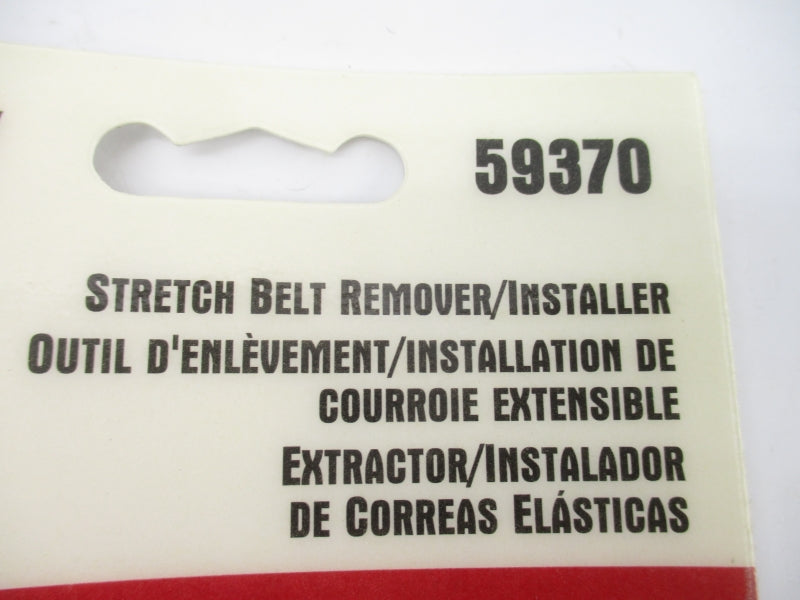 59370
STRETCH BELT REMOVER/INSTALLER
OUTIL D'ENLÈVEMENT/INSTALLATION DE
COURROIE EXTENSIBLE
EXTRACTOR/INSTALADOR
DE CORREAS ELÁSTICAS